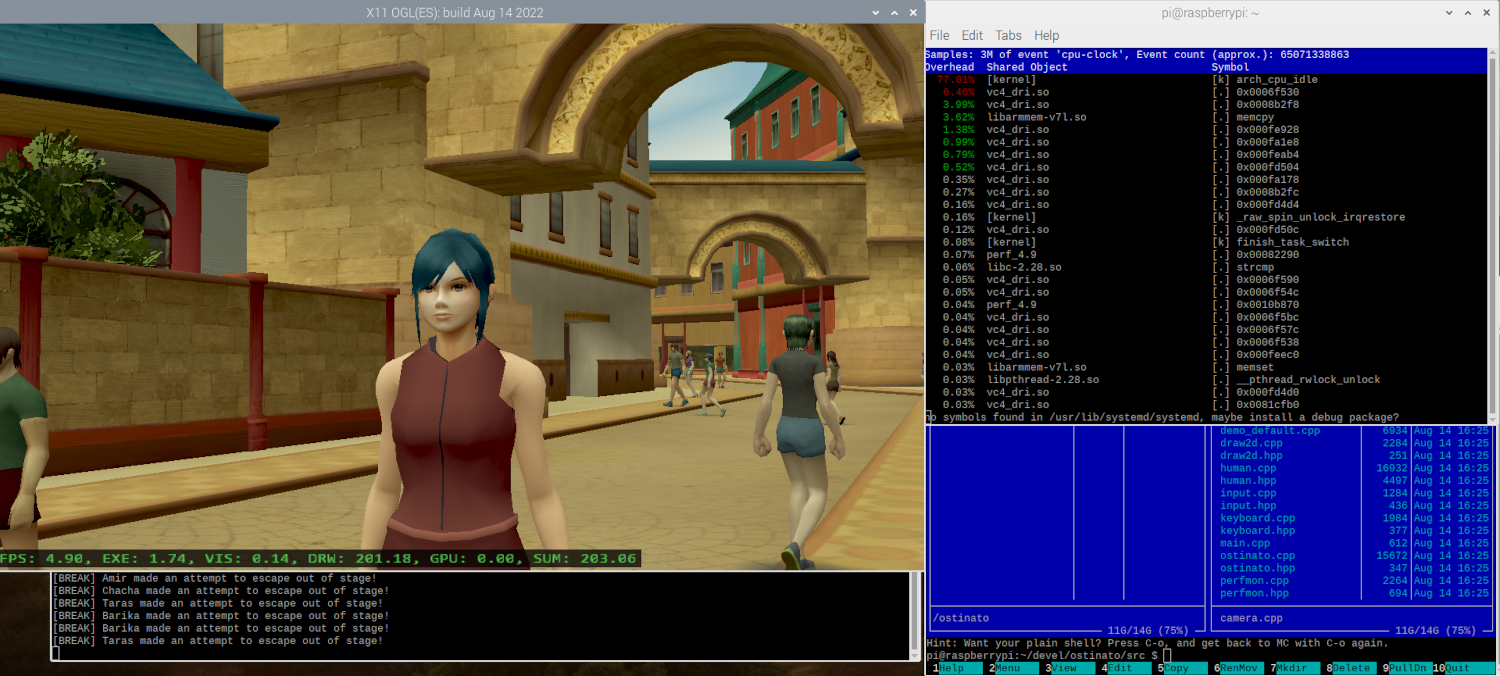 X11 OGL(ES): build Aug 14 2022
FPS: 4.90, EXE: 1.74, VIS: 0.14, DRW: 201.18, GPU: 0.00, SUM: 203.06
[BREAK] Amir made an attempt to escape out of stage!
[BREAK] Chacha made an attempt to escape out of stage!
[BREAK] Taras made an attempt to escape out of stage!
[BREAK] Barika made an attempt to escape out of stage!
[BREAK] Barika made an attempt to escape out of stage!
[BREAK] Taras made an attempt to escape out of stage!
pi@raspberrypi: ~
File Edit Tabs Help
Samples: 3M of event 'cpu-clock', Event count (approx.): 65071338863
Overhead Shared Object Symbol
77.01% [kernel] [k] arch_cpu_idle
6.46% vc4_dri.so [.] 0x0006f530
3.99% vc4_dri.so [.] 0x0008b2f8
3.62% libarmmem-v7l.so [.] memcpy
1.38% vc4_dri.so [.] 0x000fe928
0.99% vc4_dri.so [.] 0x000fa1e8
0.79% vc4_dri.so [.] 0x000feab4
0.52% vc4_dri.so [.] 0x000fd504
0.35% vc4_dri.so [.] 0x000fa178
0.27% vc4_dri.so [.] 0x0008b2fc
0.16% vc4_dri.so [.] 0x000fd4d4
0.16% [kernel] [k] _raw_spin_unlock_irqrestore
0.12% vc4_dri.so [.] 0x000fd50c
0.08% [kernel] [k] finish_task_switch
0.07% perf_4.9 [.] 0x00082290
0.06% libc-2.28.so [.] strcmp
0.05% vc4_dri.so [.] 0x0006f590
0.05% vc4_dri.so [.] 0x0006f54c
0.04% perf_4.9 [.] 0x0010b870
0.04% vc4_dri.so [.] 0x0006f5bc
0.04% vc4_dri.so [.] 0x0006f57c
0.04% vc4_dri.so [.] 0x0006f538
0.04% vc4_dri.so [.] 0x000feec0
0.03% libarmmem-v7l.so [.] memset
0.03% libpthread-2.28.so [.] __pthread_rwlock_unlock
0.03% vc4_dri.so [.] 0x000fd4d0
0.03% vc4_dri.so [.] 0x0081cfb0
no symbols found in /usr/lib/systemd/systemd, maybe install a debug package?
demo_default.cpp 6934 Aug 14 16:25
draw2d.cpp 2284 Aug 14 16:25
draw2d.hpp 251 Aug 14 16:25
human.cpp 16932 Aug 14 16:25
human.hpp 4497 Aug 14 16:25
input.cpp 1284 Aug 14 16:25
input.hpp 436 Aug 14 16:25
keyboard.cpp 1984 Aug 14 16:25
keyboard.hpp 377 Aug 14 16:25
main.cpp 612 Aug 14 16:25
ostinato.cpp 15672 Aug 14 16:25
ostinato.hpp 347 Aug 14 16:25
perfmon.cpp 2264 Aug 14 16:25
perfmon.hpp 694 Aug 14 16:25
/ostinato camera.cpp
11G/14G (75%) 11G/14G (75%)
Hint: Want your plain shell? Press C-o, and get back to MC with C-o again.
pi@raspberrypi:~/devel/ostinato/src $
1Help 2Menu 3View 4Edit 5Copy 6RenMov 7Mkdir 8Delete 9PullDn 10Quit